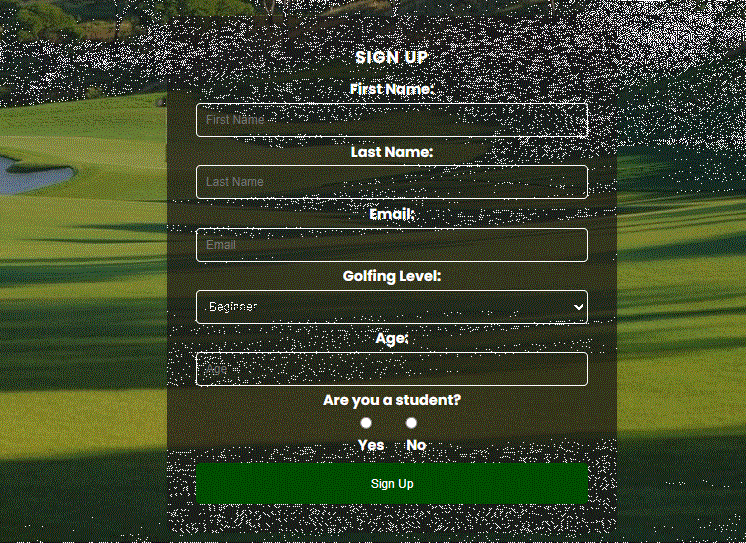 SIGN UP
First Name:
First Name
Last Name:
Last Name
Email:
Email
Golfing Level:
Beginner
Age:
Age
Are you a student?
Yes No
Sign Up